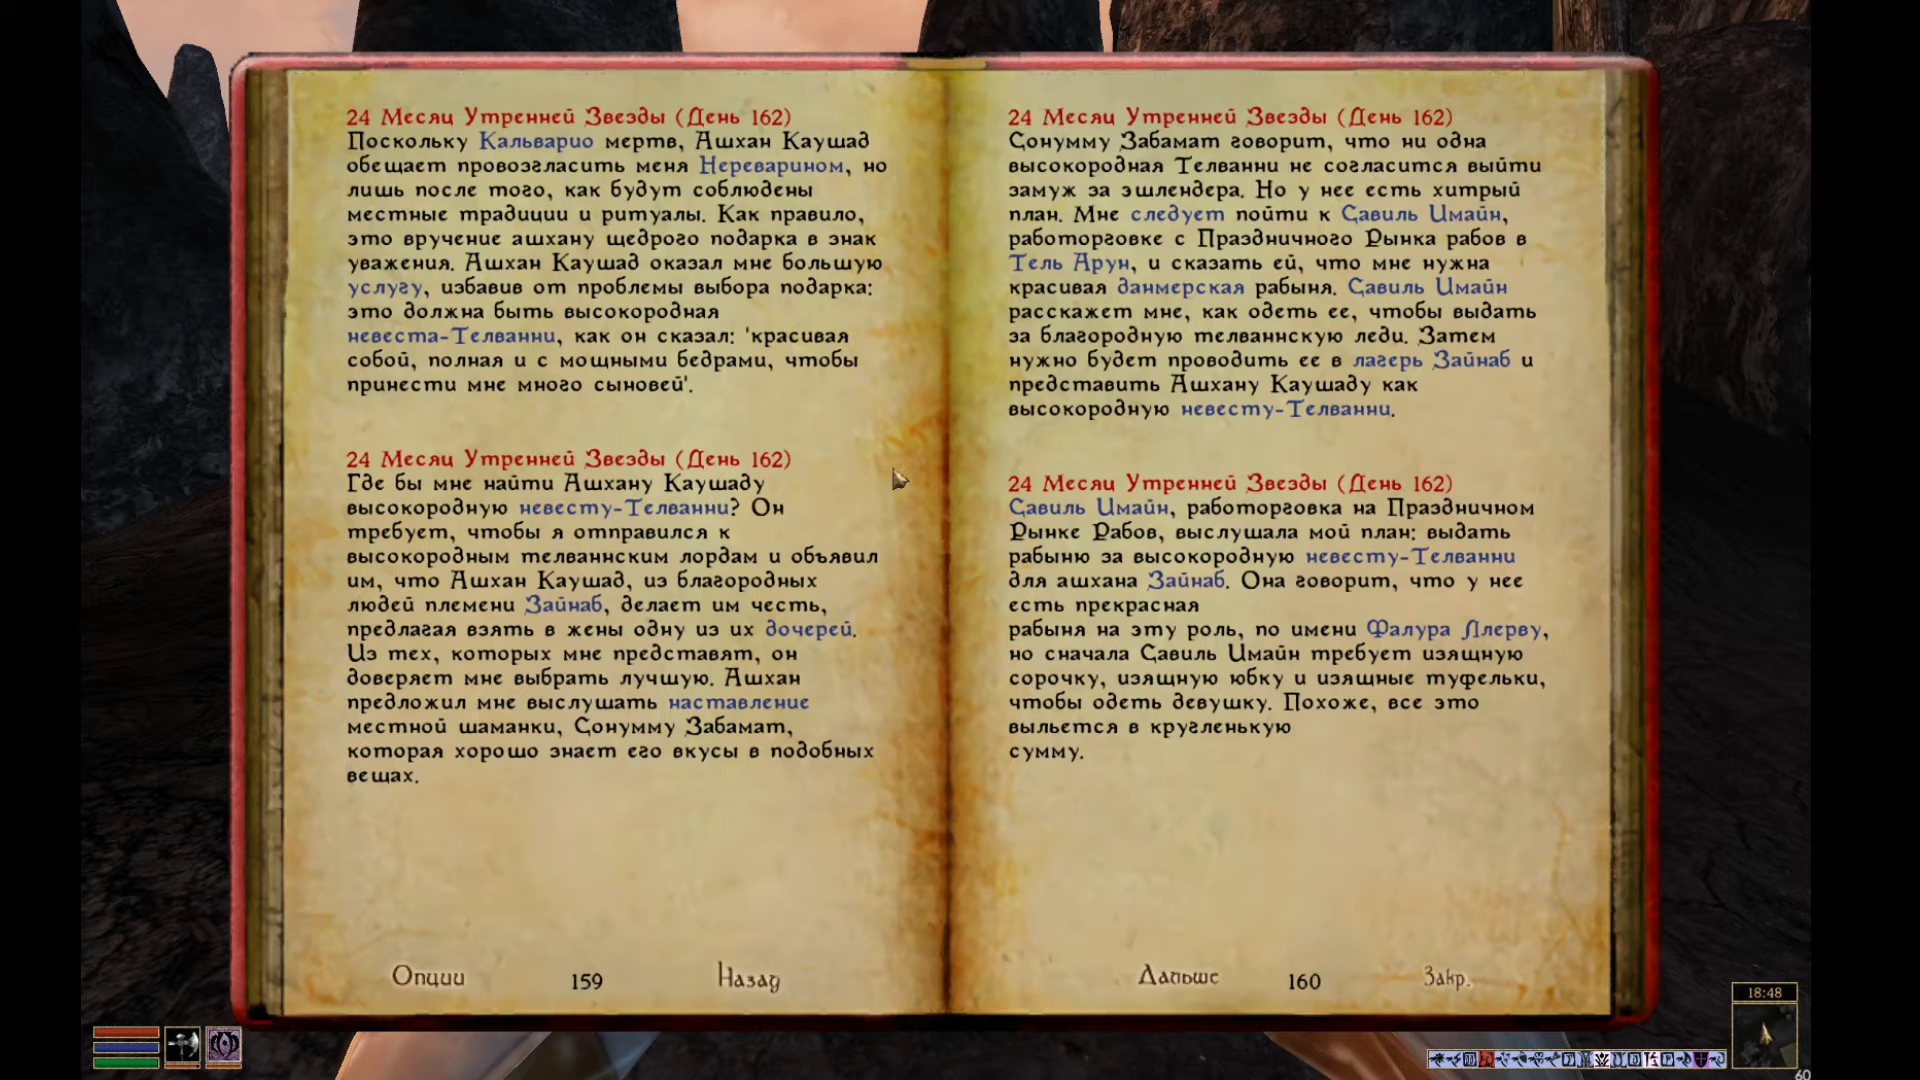 24 Месяц Утренней Звезды (День 162)
Поскольку Кальварио мертв, Ашхан Каушад
обещает провозгласить меня Нереварином, но
лишь после того, как будут соблюдены
местные традиции и ритуалы. Как правило,
это вручение ашхану щедрого подарка в знак
уважения. Ашхан Каушад оказал мне большую
услугу, избавив от проблемы выбора подарка:
это должна быть высокородная
невеста-Телванни, как он сказал: 'красивая
собой, полная и с мощными бедрами, чтобы
принести мне много сыновей'.
24 Месяц Утренней Звезды (День 162)
Где бы мне найти Ашхану Каушаду
высокородную невесту-Телванни? Он
требует, чтобы я отправился к
высокородным телваннским лордам и объявил
им, что Ашхан Каушад, из благородных
людей племени Зайнаб, делает им честь,
предлагая взять в жены одну из их дочерей.
Из тех, которых мне представят, он
доверяет мне выбрать лучшую. Ашхан
предложил мне выслушать наставление
местной шаманки, Сонумму Забамат,
которая хорошо знает его вкусы в подобных
вещах.
Опции 159 Назад
24 Месяц Утренней Звезды (День 162)
Сонумму Забамат говорит, что ни одна
высокородная Телванни не согласится выйти
замуж за эшлендера. Но у нее есть хитрый
план. Мне следует пойти к Савиль Имайн,
работорговке с Праздничного Рынка рабов в
Тель Арун, и сказать ей, что мне нужна
красивая данмерская рабыня. Савиль Имайн
расскажет мне, как одеть ее, чтобы выдать
за благородную телваннскую леди. Затем
нужно будет проводить ее в лагерь Зайнаб и
представить Ашхану Каушаду как
высокородную невесту-Телванни.
24 Месяц Утренней Звезды (День 162)
Савиль Имайн, работорговка на Праздничном
Рынке Рабов, выслушала мой план: выдать
рабыню за высокородную невесту-Телванни
для ашхана Зайнаб. Она говорит, что у нее
есть прекрасная
рабыня на эту роль, по имени Фалура Ллерву,
но сначала Савиль Имайн требует изящную
сорочку, изящную юбку и изящные туфельки,
чтобы одеть девушку. Похоже, все это
выльется в кругленькую
сумму.
Дальше 160 Закр.
18:48
60